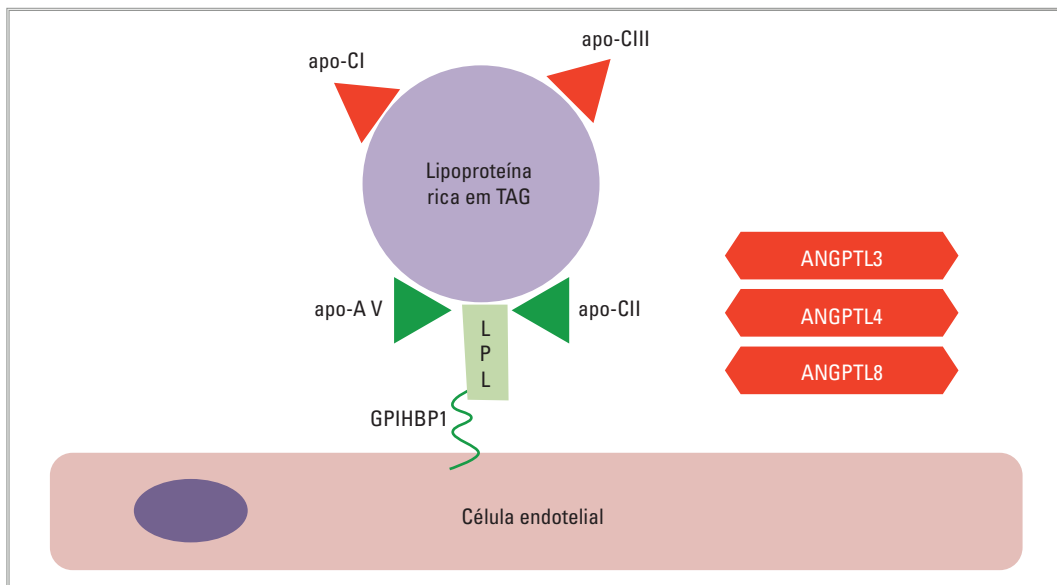 apo-CI
apo-CIII
Lipoproteína
rica em TAG
ANGPTL3
apo-A V
apo-CII
ANGPTL4
L
P
L
ANGPTL8
GPIHBP1
Célula endotelial